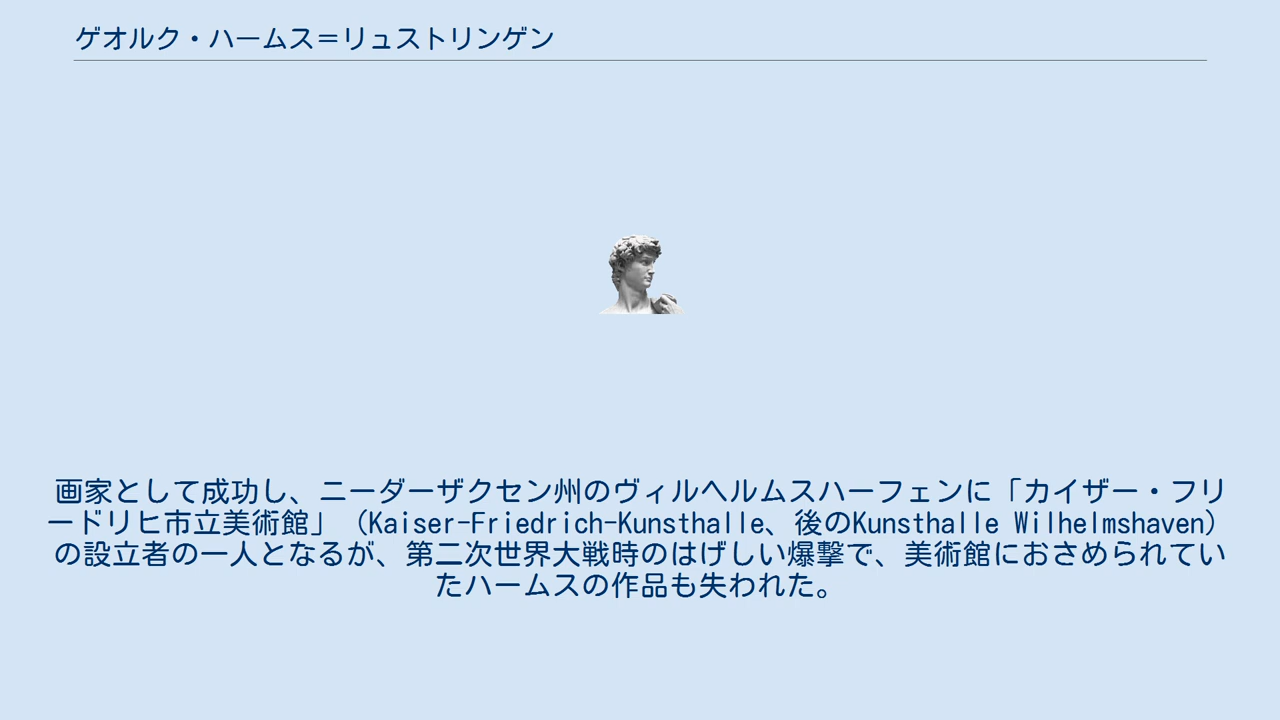 ゲオルク・ハームス＝リュストリンゲン
画家として成功し、ニーダーザクセン州のヴィルヘルムスハーフェンに「カイザー・フリ
ードリヒ市立美術館」（Kaiser-Friedrich-Kunsthalle、後のKunsthalle Wilhelmshaven）
の設立者の一人となるが、第二次世界大戦時のはげしい爆撃で、美術館におさめられてい
たハームスの作品も失われた。